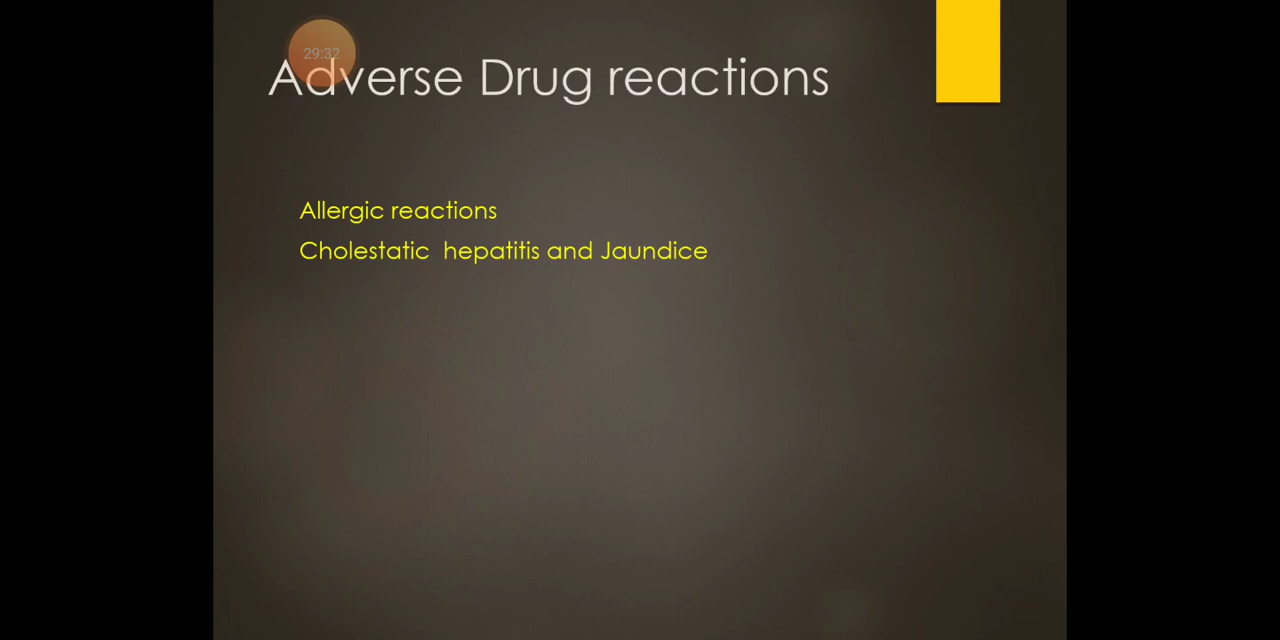 29:32
Adverse Drug reactions
Allergic reactions
Cholestatic hepatitis and Jaundice